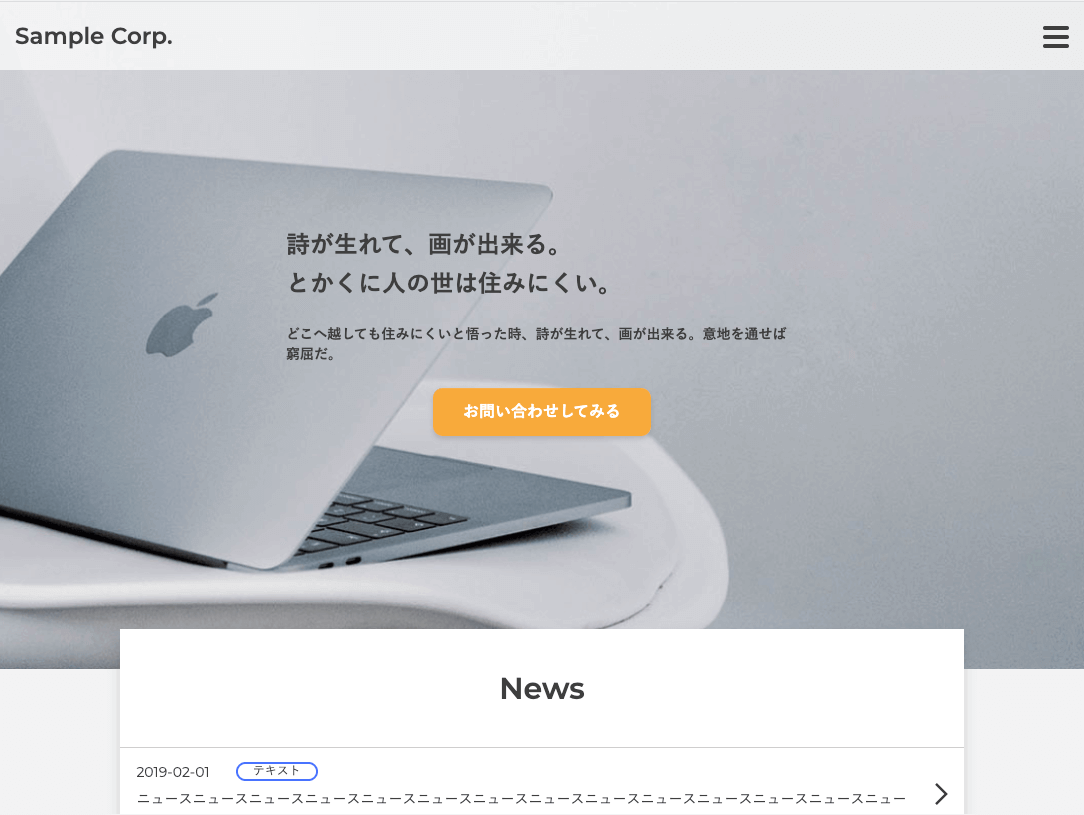 Sample Corp.
詩が生れて、画が出来る。
とかくに人の世は住みにくい。
どこへ越しても住みにくいと悟った時、詩が生れて、画が出来る。意地を通せば
窮屈だ。
お問い合わせしてみる
News
2019-02-01 テキスト
ニュースニュースニュースニュースニュースニュースニュースニュースニュースニュースニュースニュースニュースニュー